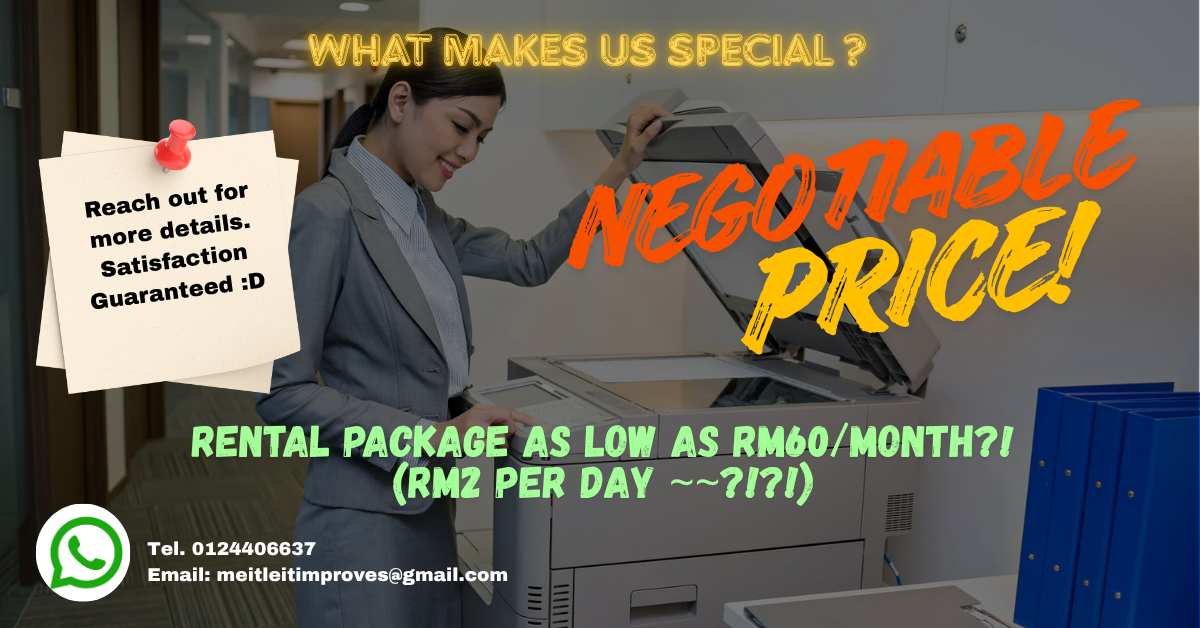 WHAT MAKES US SPECIAL ?
Reach out for
more details.
Satisfaction
Guaranteed :D
NEGOTIABLE
PRICE!
RENTAL PACKAGE AS LOW AS RM60/MONTH?!
(RM2 PER DAY ~~?!?!)
Tel. 0124406637
Email: meitleitimproves@gmail.com